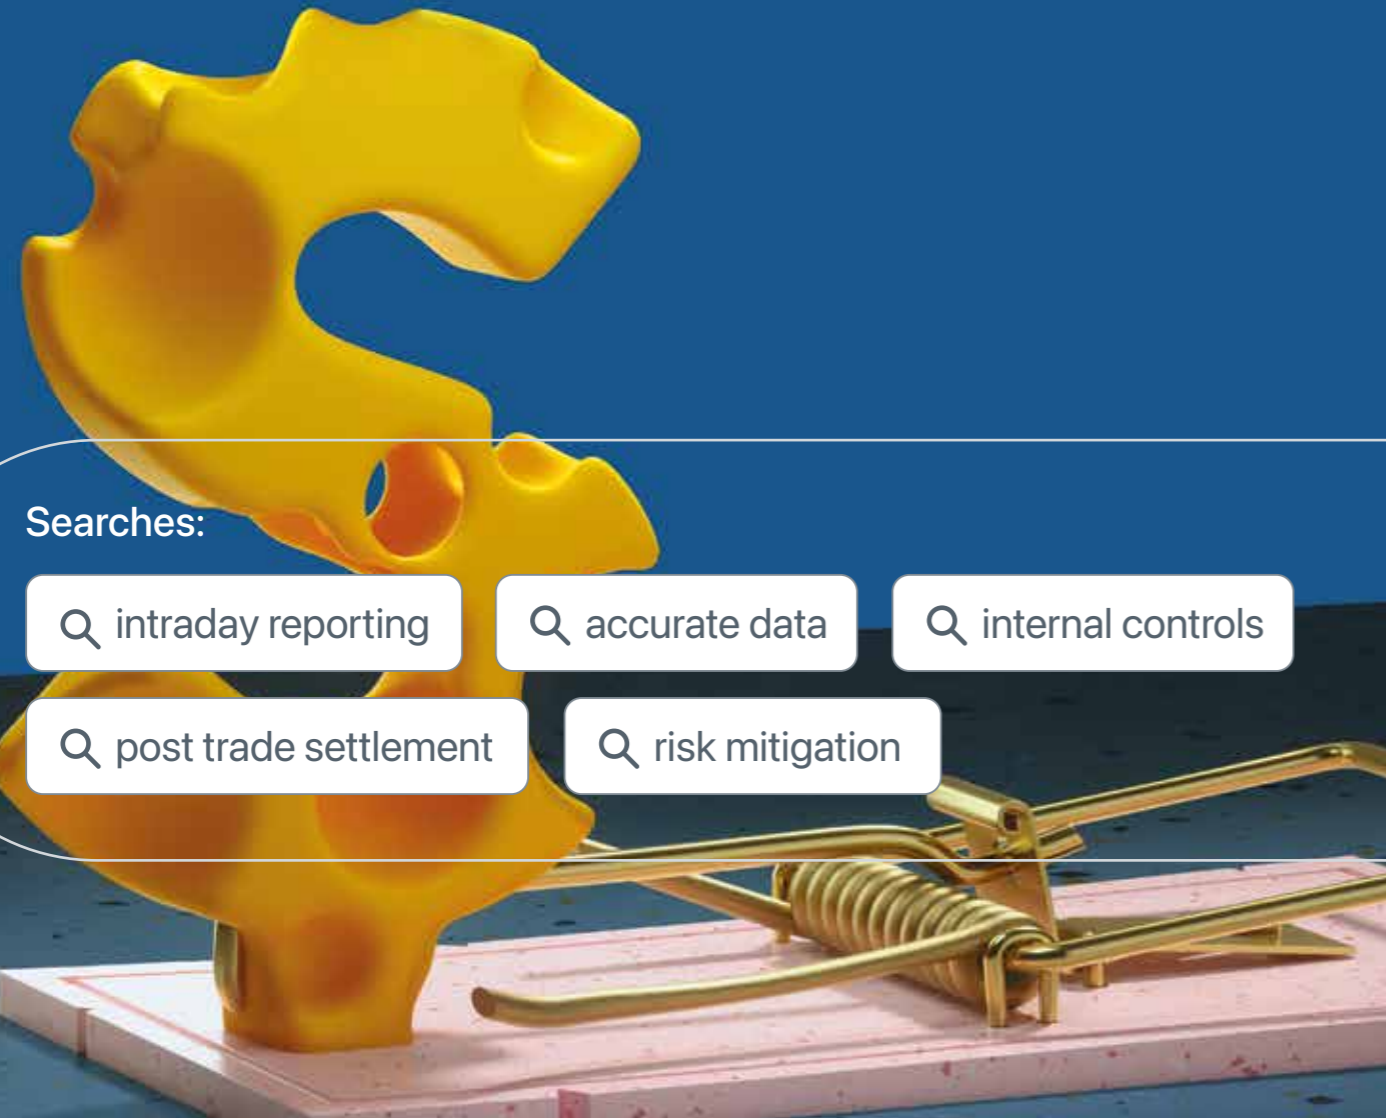 Searches:
intraday reporting accurate data internal controls
post trade settlement risk mitigation